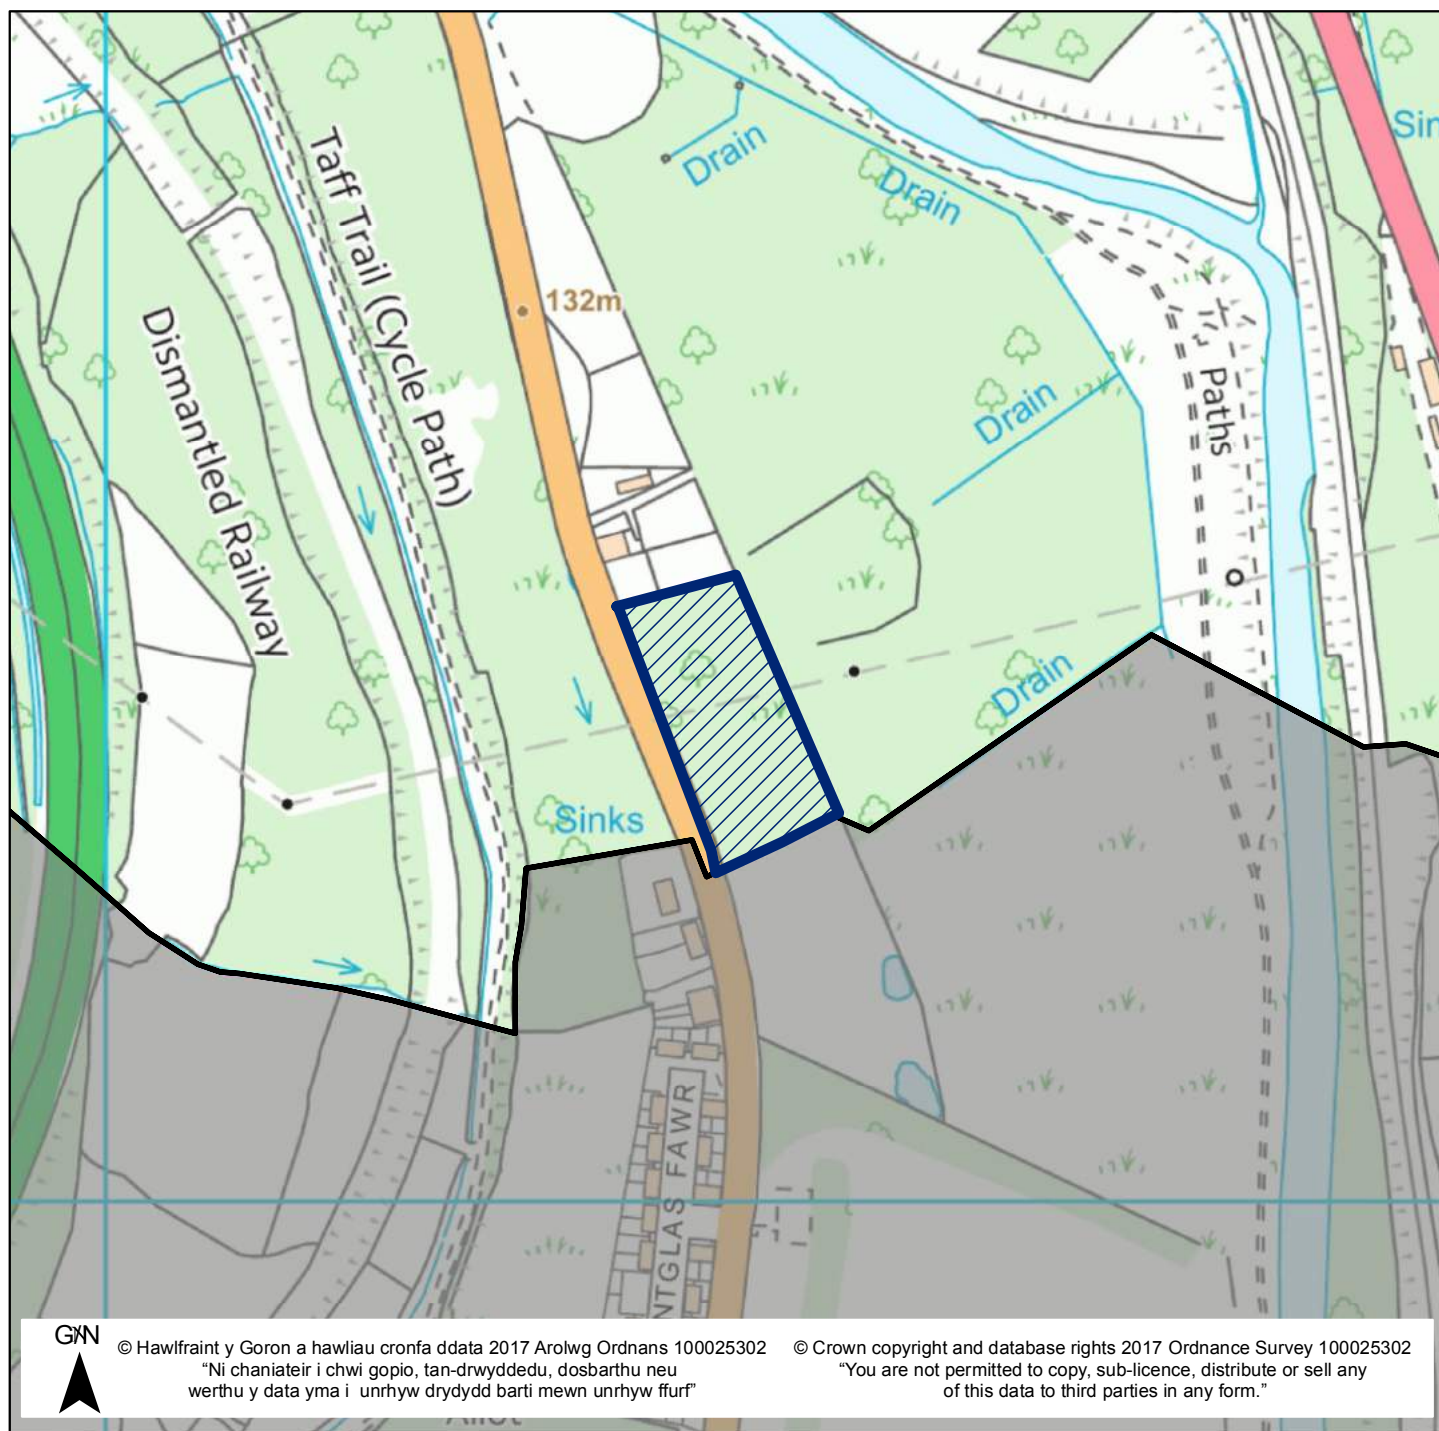 Taff Trail (Cycle Path)
Drain
Drain
132m
Dismantled Railway
Drain
Paths
Drain
Sinks
NTGLAS FAWR
© Hawlfraint y Goron a hawliau cronfa ddata 2017 Arolwg Ordnans 100025302
“Ni chaniateir i chwi gopio, tan-drwyddedu, dosbarthu neu
werthu y data yma i unrhyw drydydd barti mewn unrhyw ffurf”
© Crown copyright and database rights 2017 Ordnance Survey 100025302
“You are not permitted to copy, sub-licence, distribute or sell any
of this data to third parties in any form.”